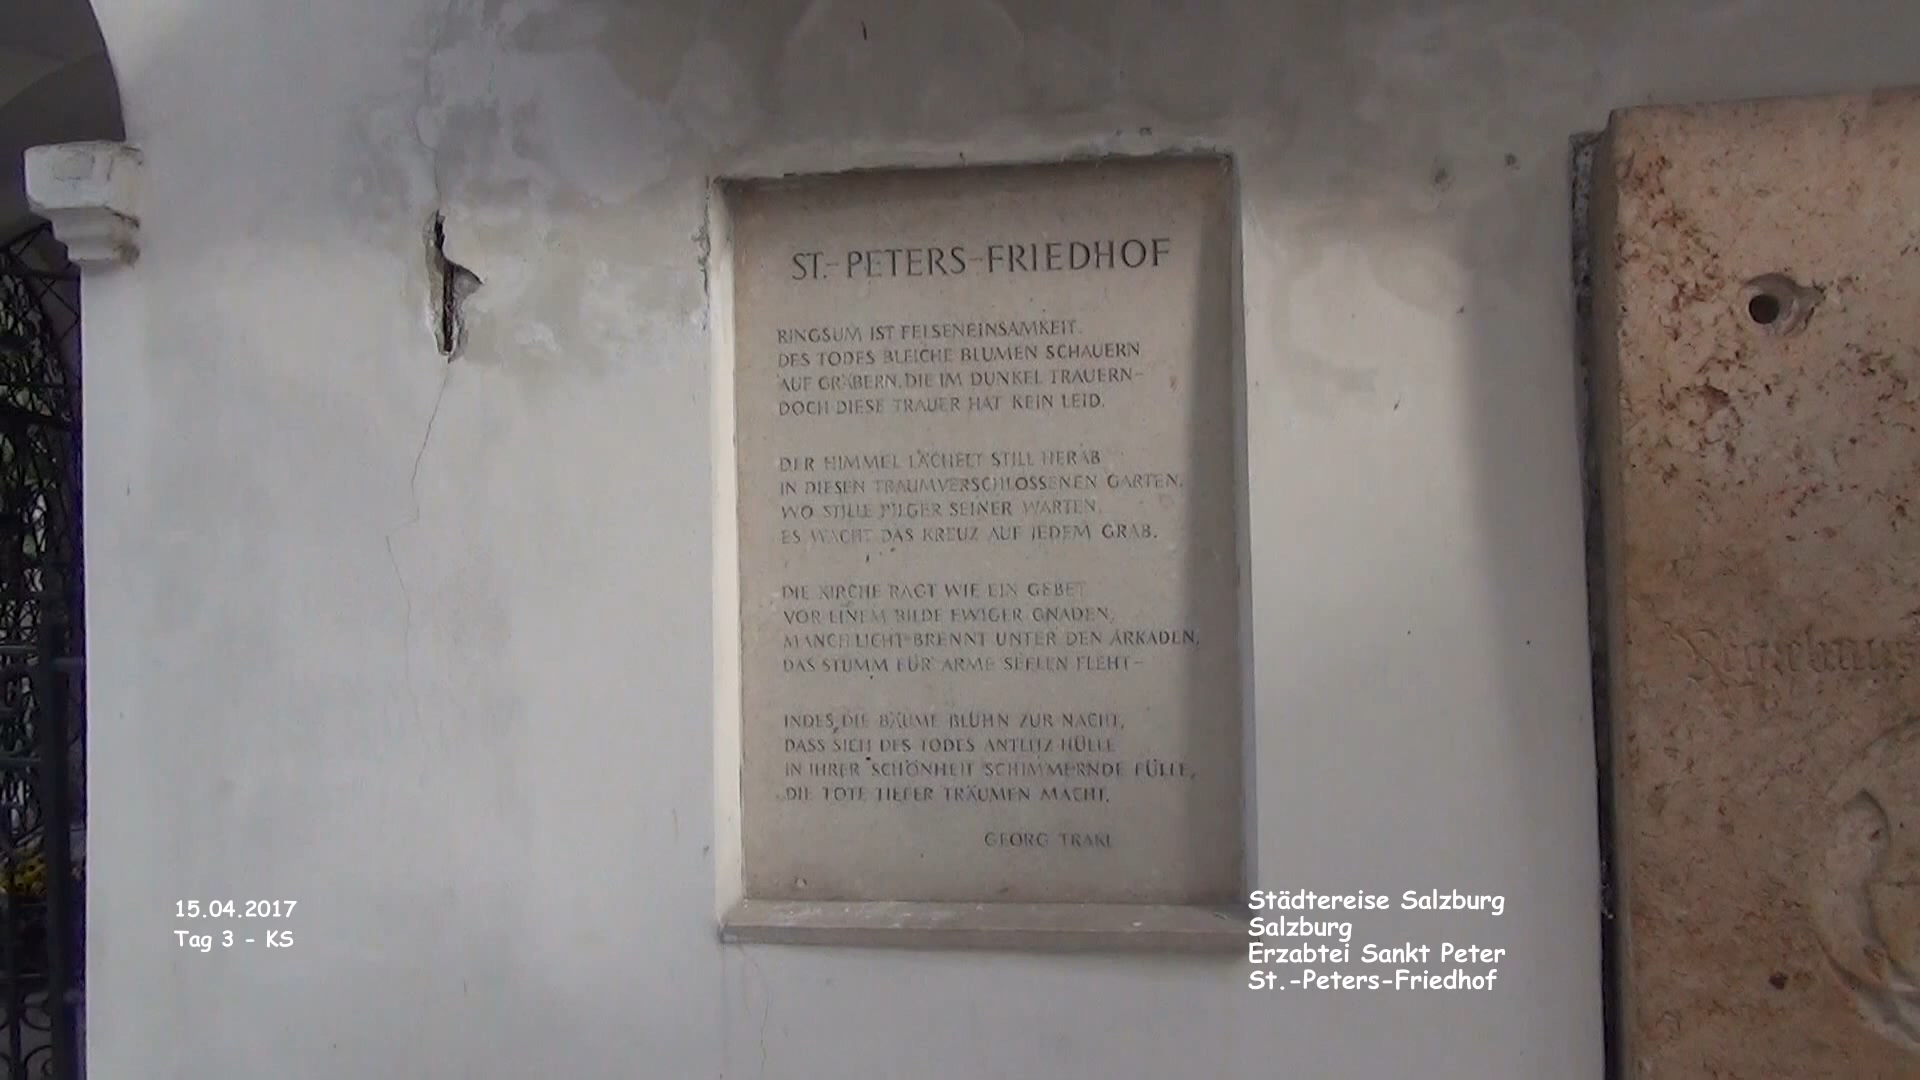 ST.-PETERS-FRIEDHOF
RINGSUM IST FELSENEINSAMKEIT.
DES TODES BLEICHE BLUMEN SCHAUERN
AUF GRÄBERN, DIE IM DUNKEL TRAUERN-
DOCH DIESE TRAUER HAT KEIN LEID.
DER HIMMEL LÄCHELT STILL HERAB
IN DIESEN TRAUMVERSCHLOSSENEN GARTEN,
WO STILLE PILGER SEINER WARTEN.
ES WACHT DAS KREUZ AUF JEDEM GRAB.
DIE KIRCHE RAGT WIE EIN GEBET
VOR EINEM BILDE EWIGER GNADEN,
MANCH LICHT BRENNT UNTER DEN ARKADEN,
DAS STUMM FÜR ARME SEELEN FLEHT-
INDES DIE BÄUME BLÜHN ZUR NACHT,
DASS SICH DES TODES ANTLITZ HÜLLE
IN IHRER SCHÖNHEIT SCHIMMERNDE FÜLLE,
DIE TOTE TIEFER TRÄUMEN MACHT.
GEORG TRAKL
15.04.2017
Tag 3 - KS
Städtereise Salzburg
Salzburg
Erzabtei Sankt Peter
St.-Peters-Friedhof